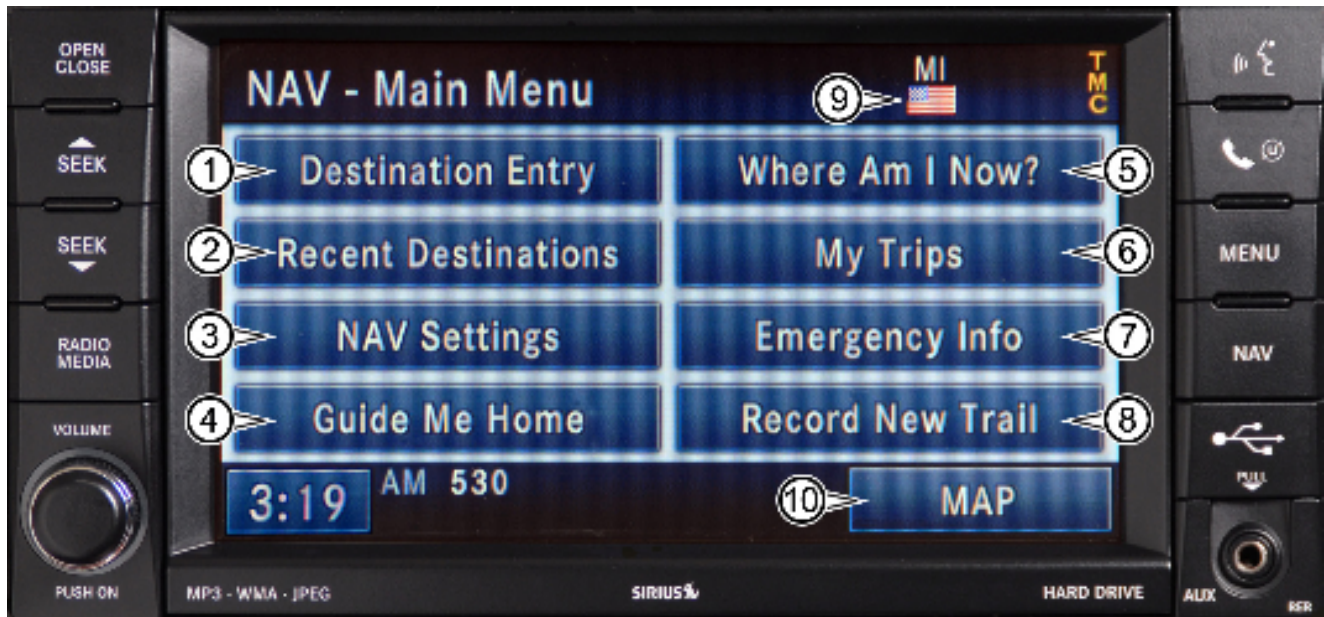 OPEN
CLOSE
SEEK
SEEK
RADIO
MEDIA
VOLUME
PUSH ON
NAV - Main Menu
MI
TMC
9
1
Destination Entry
Where Am I Now?
5
2
Recent Destinations
My Trips
6
3
NAV Settings
Emergency Info
7
4
Guide Me Home
Record New Trail
8
3:19
AM 530
10
MAP
MP3 - WMA - JPEG
SIRIUS
HARD DRIVE
MENU
NAV
PULL
AUX
RER